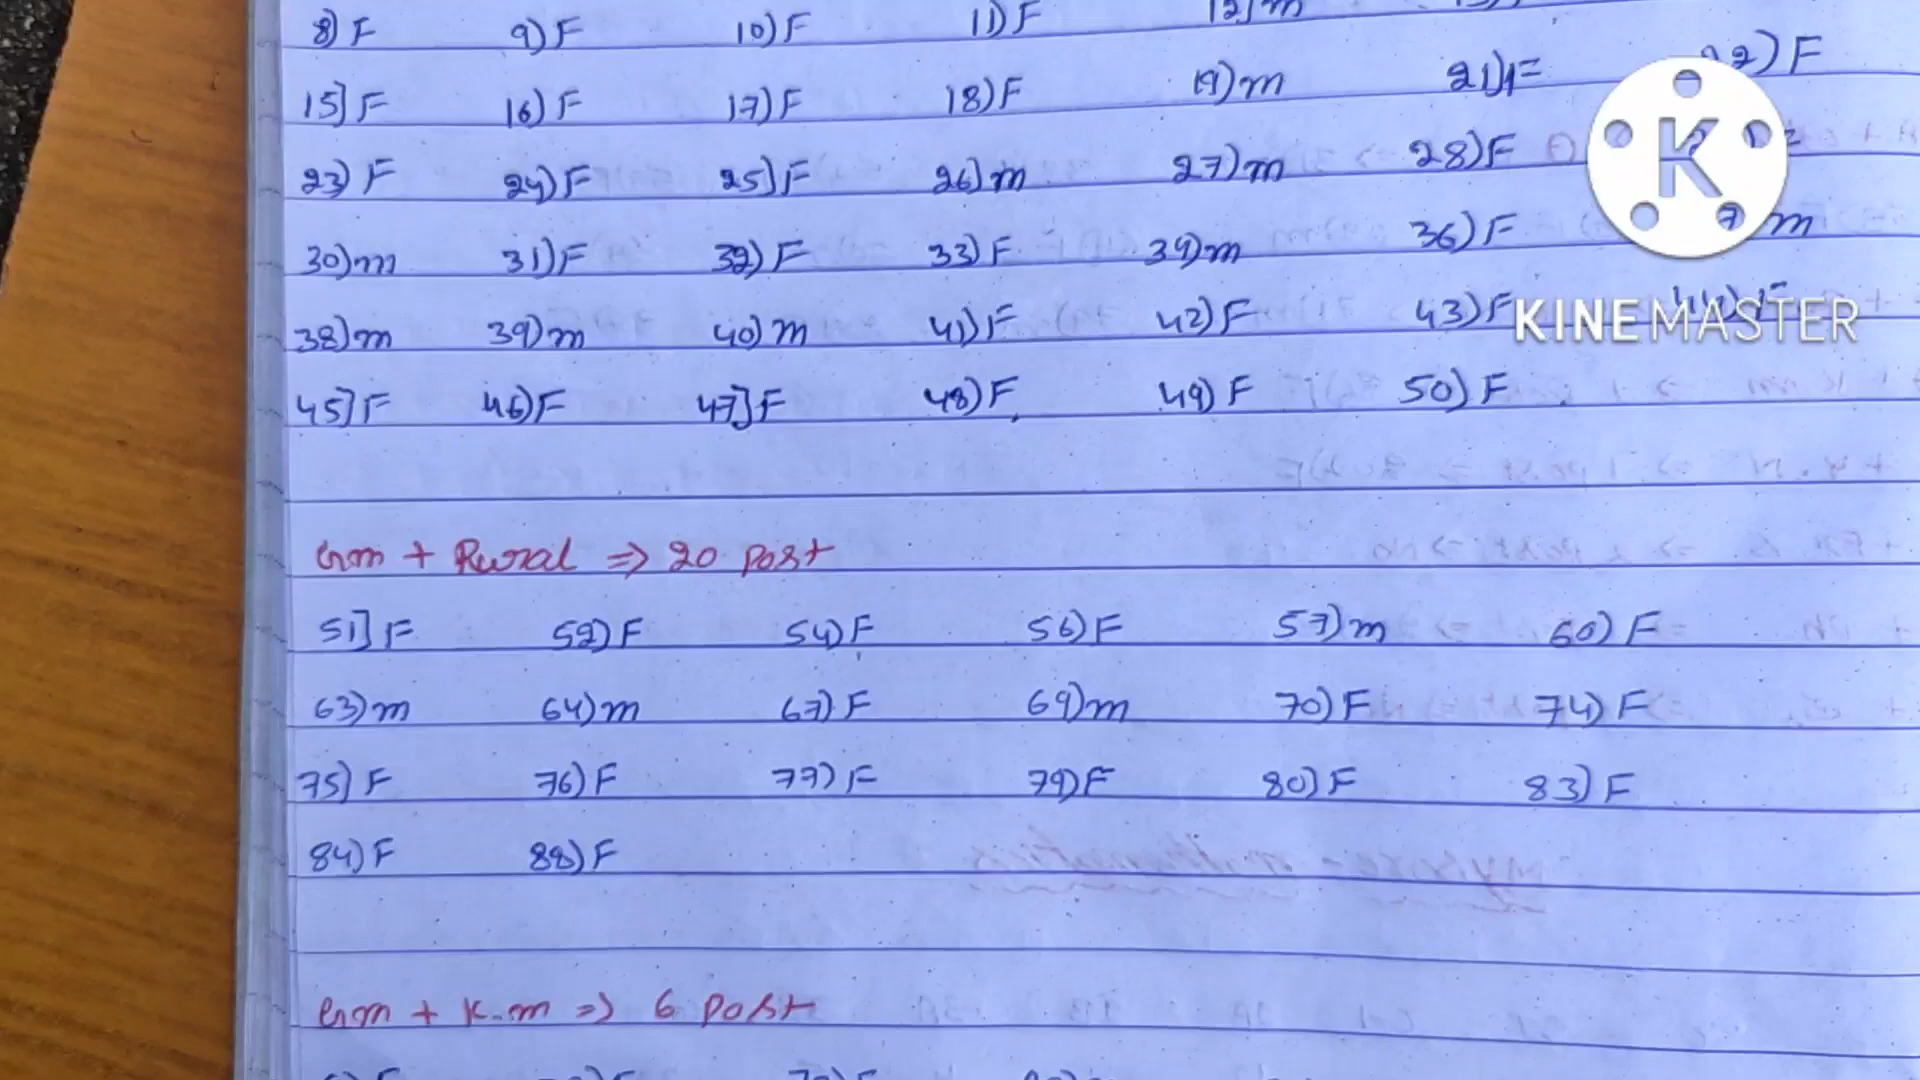 8) F 9) F 10) F 11) F 12) m
15] F 16) F 17) F 18) F 19) m 21) F 22) F
23) F 24) F 25] F 26) m 27) m 28) F
30) m 31) F 32) F 33) F 34) m 36) F 7) m
38) m 39) m 40) m 41) F 42) F 43) F 44) F
45] F 46) F 47] F 48) F 49) F 50) F
K
KINEMASTER
Gm + Rural => 20 post
51] F 52) F 54) F 56) F 57) m 60) F
63) m 64) m 67) F 69) m 70) F 74) F
75) F 76) F 77) F 79) F 80) F 83) F
84) F 88) F
Gm + K.m => 6 post